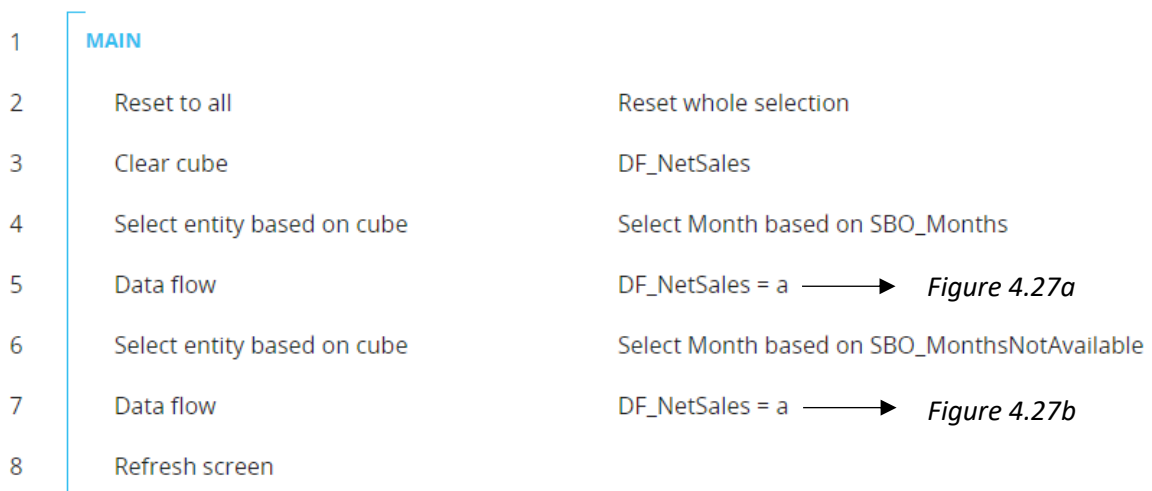 1 MAIN
2 Reset to all Reset whole selection
3 Clear cube DF_NetSales
4 Select entity based on cube Select Month based on SBO_Months
5 Data flow DF_NetSales = a Figure 4.27a
6 Select entity based on cube Select Month based on SBO_MonthsNotAvailable
7 Data flow DF_NetSales = a Figure 4.27b
8 Refresh screen